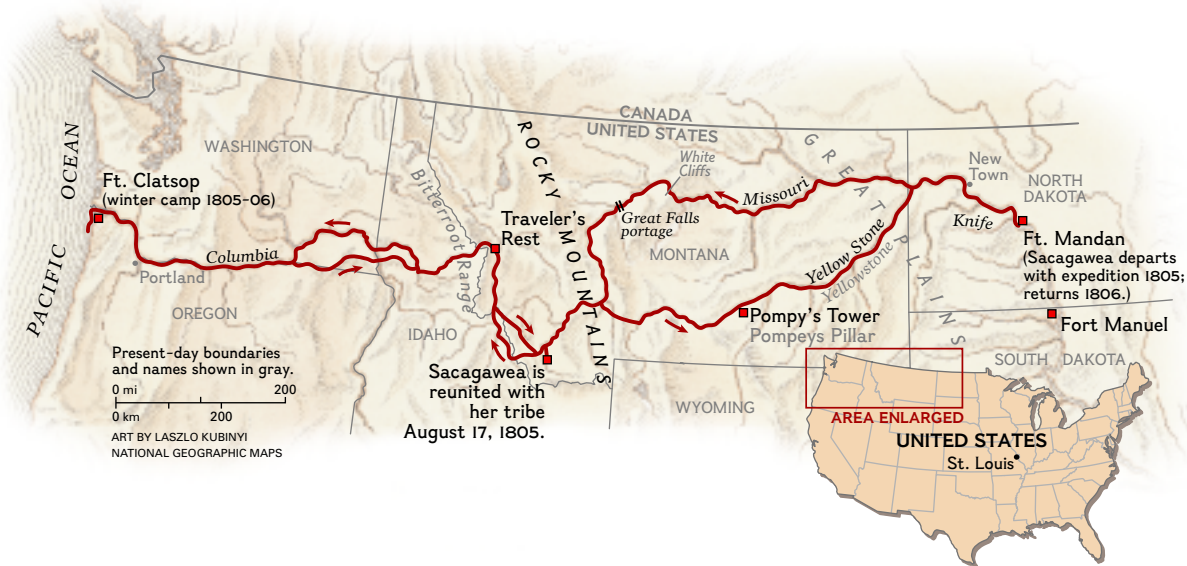 CANADA
UNITED STATES
WASHINGTON
PACIFIC OCEAN
Ft. Clatsop
(winter camp 1805-06)
Columbia
Portland
OREGON
Bitterroot Range
ROCKY MOUNTAINS
Traveler's
Rest
IDAHO
White
Cliffs
Missouri
Great Falls
portage
MONTANA
GREAT PLAINS
Yellow Stone
Yellowstone
New
Town
NORTH
DAKOTA
Knife
Ft. Mandan
(Sacagawea departs
with expedition 1805;
returns 1806.)
Pompy's Tower
Pompeys Pillar
Fort Manuel
SOUTH DAKOTA
WYOMING
Sacagawea is
reunited with
her tribe
August 17, 1805.
Present-day boundaries
and names shown in gray.
0 mi 200
0 km 200
ART BY LASZLO KUBINYI
NATIONAL GEOGRAPHIC MAPS
AREA ENLARGED
UNITED STATES
St. Louis